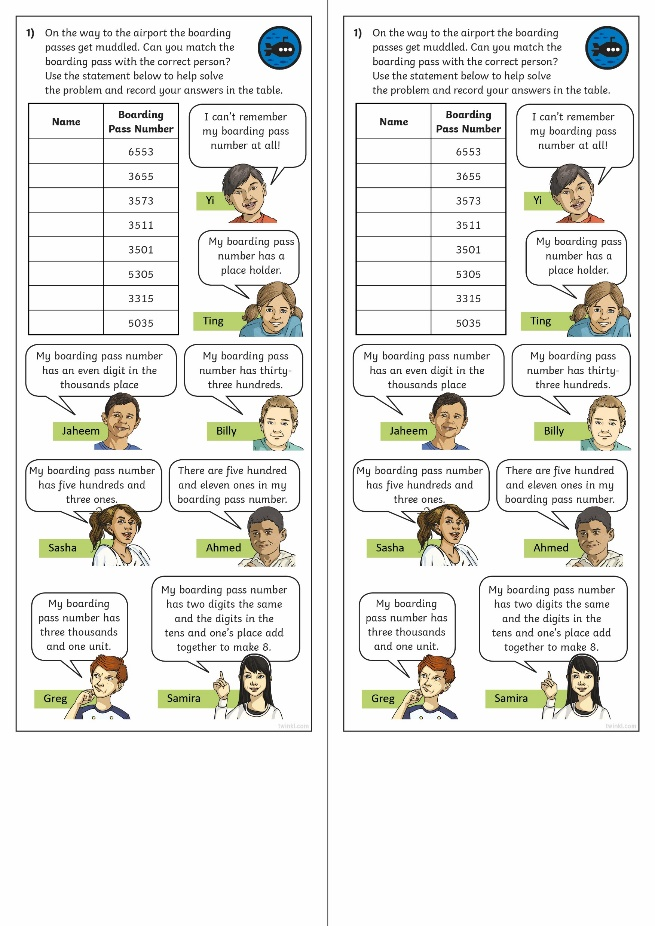 1) On the way to the airport the boarding
passes get muddled. Can you match the
boarding pass with the correct person?
Use the statement below to help solve
the problem and record your answers in the table.
Name
Boarding
Pass Number
6553
3655
3573
3511
3501
5305
3315
5035
I can't remember
my boarding pass
number at all!
Yi
My boarding pass
number has a
place holder.
Ting
My boarding pass number
has an even digit in the
thousands place
Jaheem
My boarding pass
number has thirty-
three hundreds.
Billy
My boarding pass number
has five hundreds and
three ones.
Sasha
There are five hundred
and eleven ones in my
boarding pass number.
Ahmed
My boarding
pass number has
three thousands
and one unit.
Greg
My boarding pass number
has two digits the same
and the digits in the
tens and one's place add
together to make 8.
Samira
twinkl.com
1) On the way to the airport the boarding
passes get muddled. Can you match the
boarding pass with the correct person?
Use the statement below to help solve
the problem and record your answers in the table.
Name
Boarding
Pass Number
6553
3655
3573
3511
3501
5305
3315
5035
I can't remember
my boarding pass
number at all!
Yi
My boarding pass
number has a
place holder.
Ting
My boarding pass number
has an even digit in the
thousands place
Jaheem
My boarding pass
number has thirty-
three hundreds.
Billy
My boarding pass number
has five hundreds and
three ones.
Sasha
There are five hundred
and eleven ones in my
boarding pass number.
Ahmed
My boarding
pass number has
three thousands
and one unit.
Greg
My boarding pass number
has two digits the same
and the digits in the
tens and one's place add
together to make 8.
Samira
twinkl.com